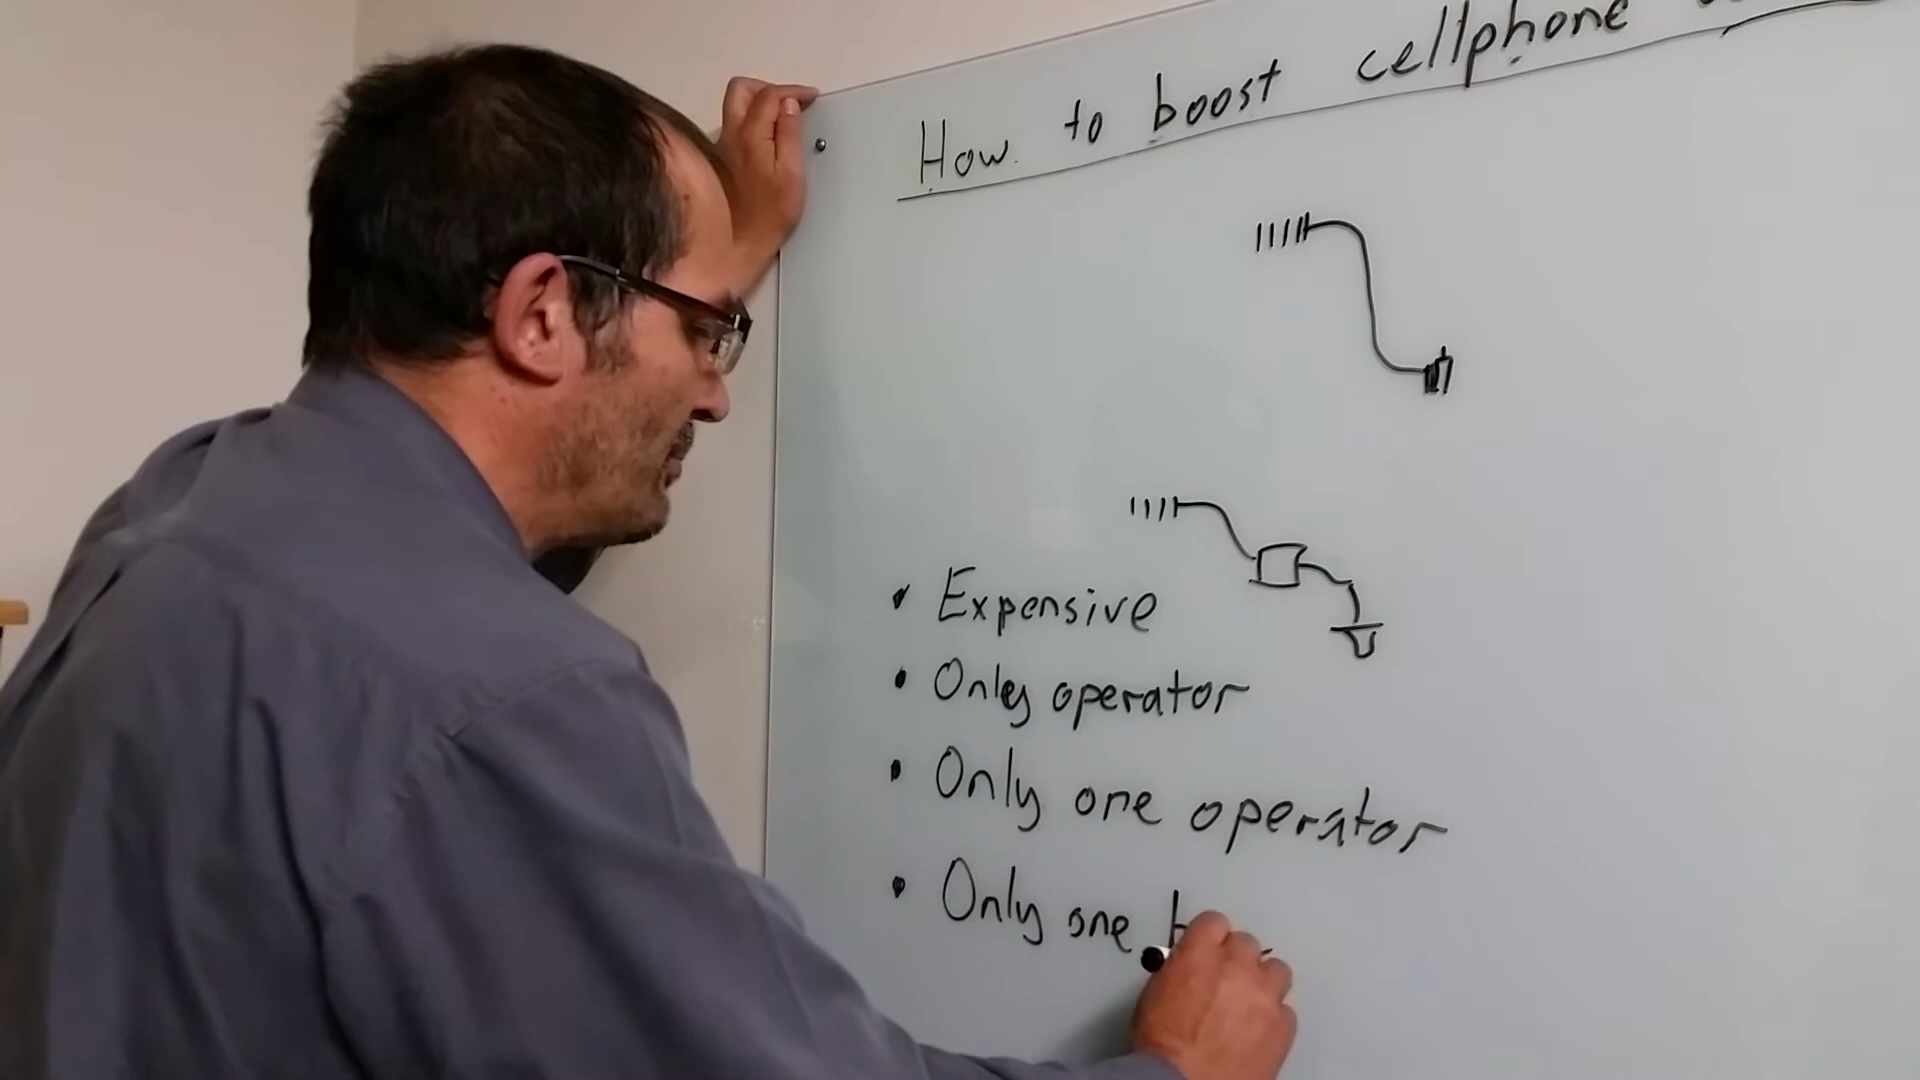 How to boost cellphone
• Expensive
• Only operator
• Only one operator
• Only one